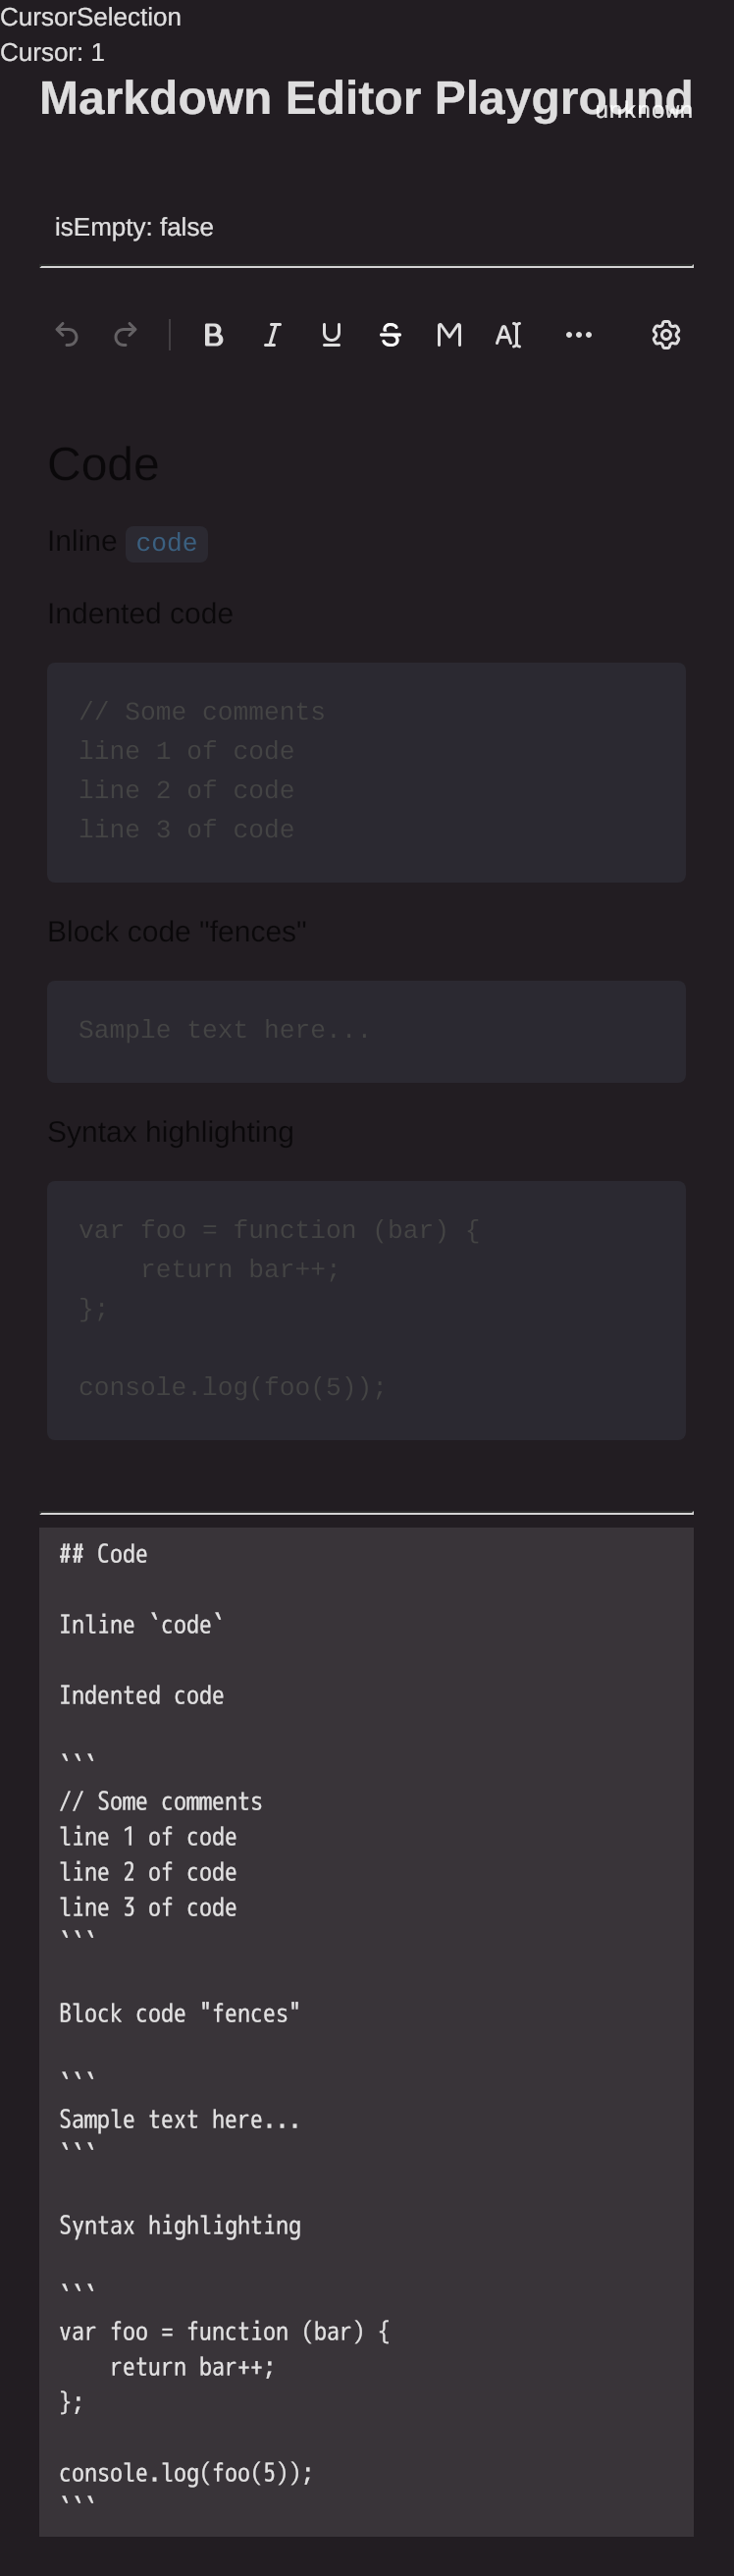 CursorSelection
Cursor: 1
Markdown Editor Playground
unknown
isEmpty: false
B I U S M AI
Code
Inline code
Indented code
// Some comments
line 1 of code
line 2 of code
line 3 of code
Block code "fences"
Sample text here...
Syntax highlighting
var foo = function (bar) {
    return bar++;
};
console.log(foo(5));
## Code
Inline `code`
Indented code
```
// Some comments
line 1 of code
line 2 of code
line 3 of code
```
Block code "fences"
```
Sample text here...
```
Syntax highlighting
```
var foo = function (bar) {
    return bar++;
};
console.log(foo(5));
```